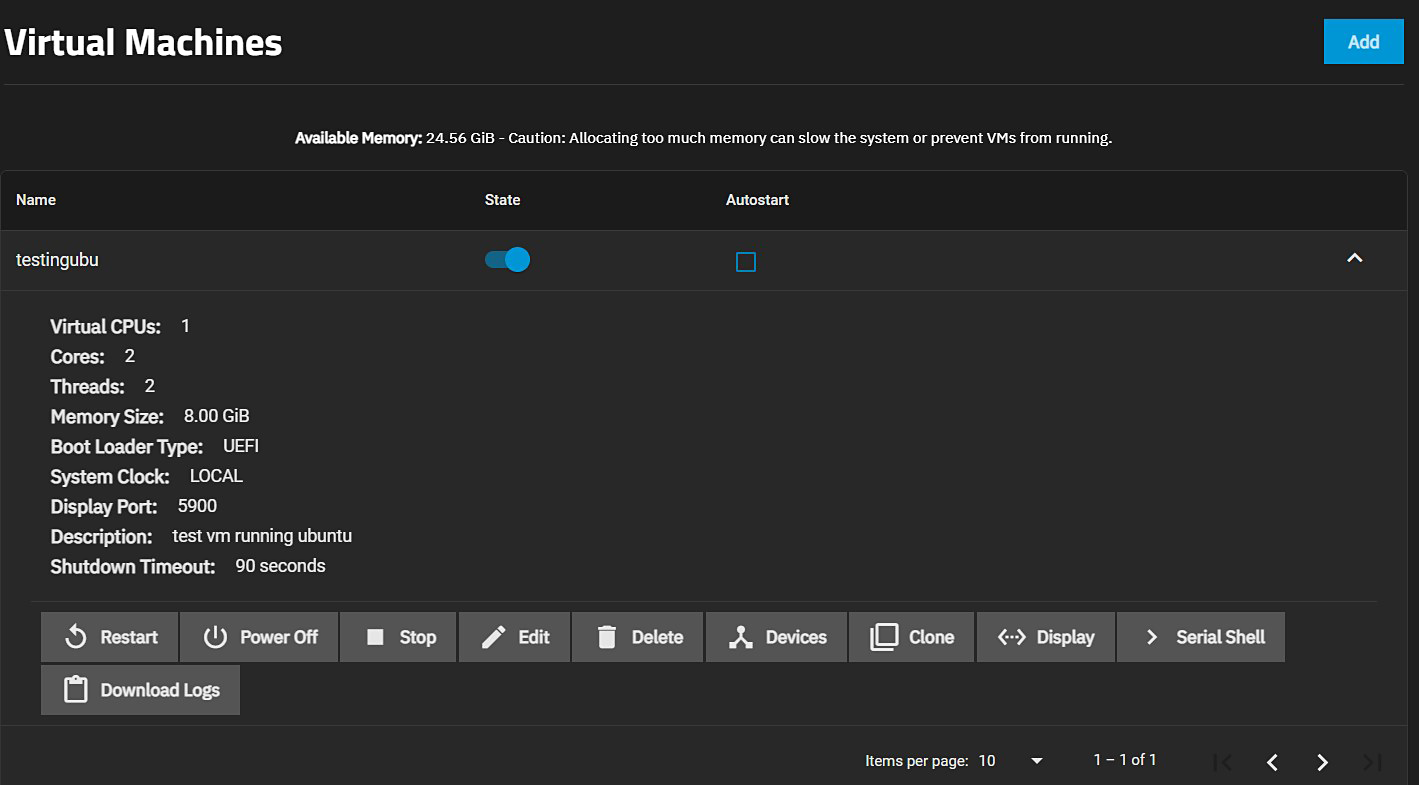 Virtual Machines
Add
Available Memory: 24.56 GiB - Caution: Allocating too much memory can slow the system or prevent VMs from running.
Name State Autostart
testingubu
Virtual CPUs: 1
Cores: 2
Threads: 2
Memory Size: 8.00 GiB
Boot Loader Type: UEFI
System Clock: LOCAL
Display Port: 5900
Description: test vm running ubuntu
Shutdown Timeout: 90 seconds
Restart Power Off Stop Edit Delete Devices Clone Display Serial Shell
Download Logs
Items per page: 10 1 – 1 of 1